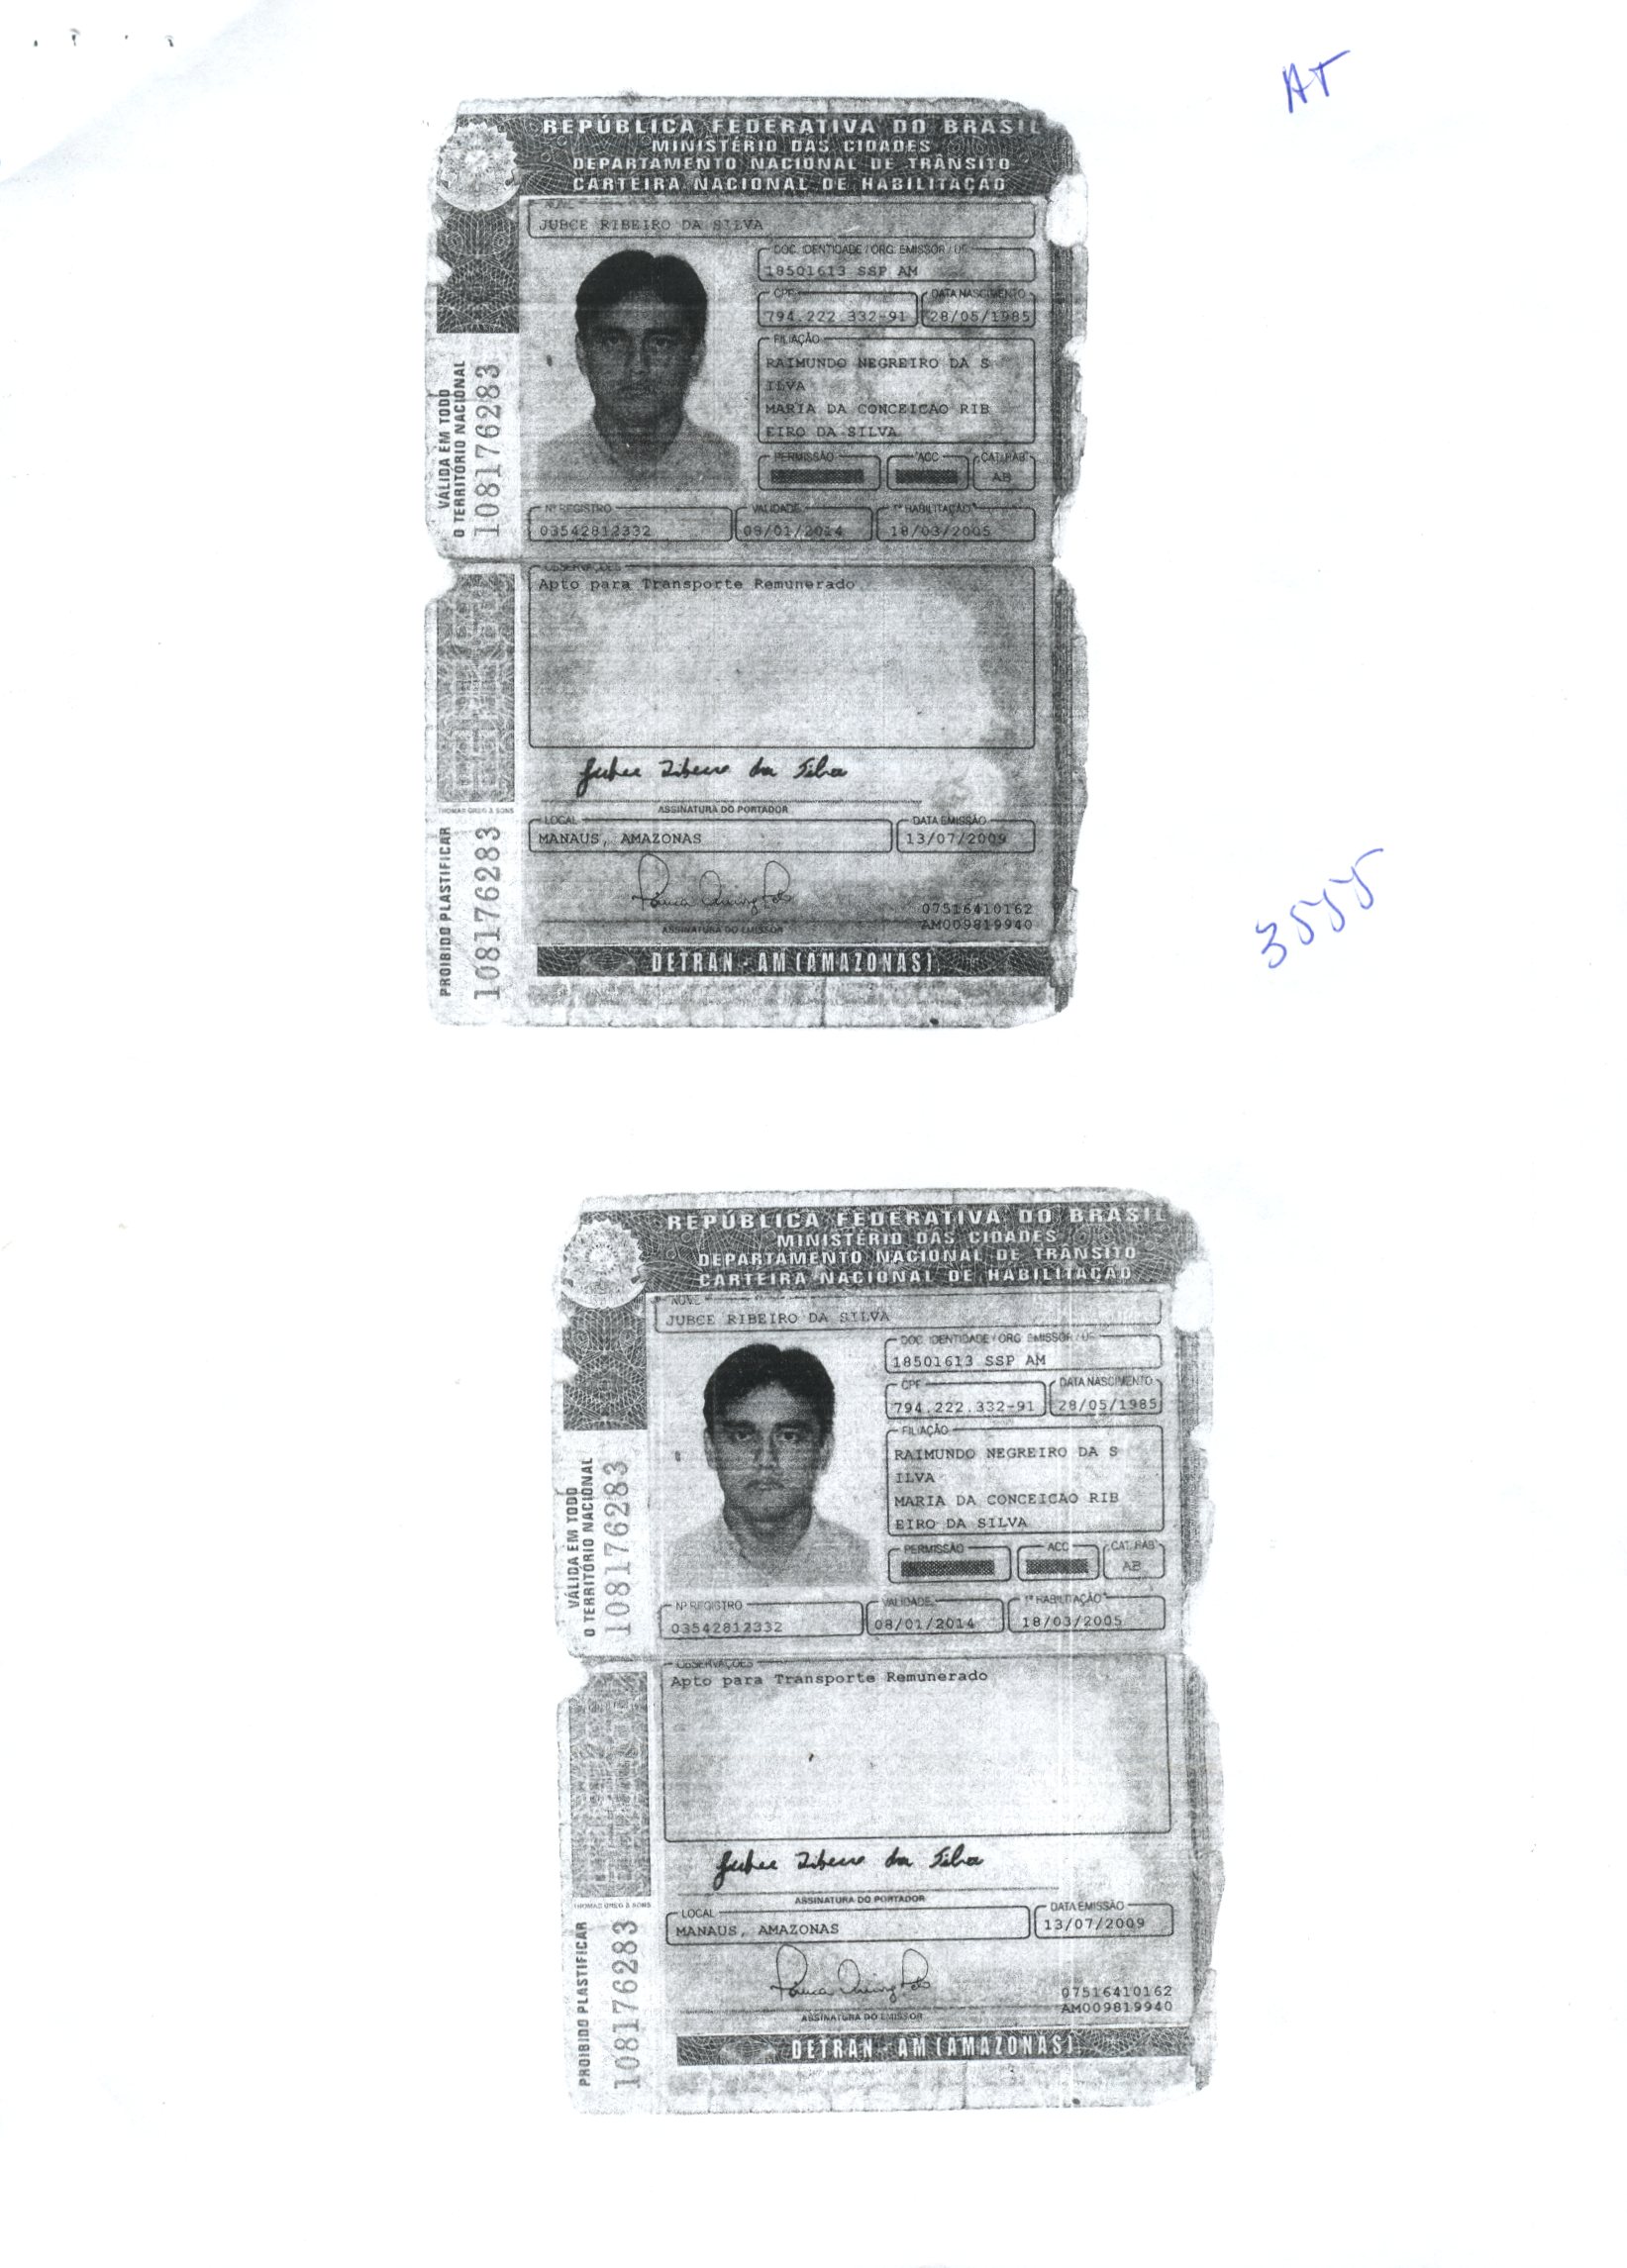 AT
REPÚBLICA FEDERATIVA DO BRASIL
MINISTÉRIO DAS CIDADES
DEPARTAMENTO NACIONAL DE TRÂNSITO
CARTEIRA NACIONAL DE HABILITAÇÃO
JUBCE RIBEIRO DA SILVA
DOC. IDENTIDADE / ORG. EMISSOR / UF
18501613 SSP AM
CPF DATA NASCIMENTO
794.222.332-91 28/05/1985
FILIAÇÃO
RAIMUNDO NEGREIRO DA S
ILVA
MARIA DA CONCEICAO RIB
EIRO DA SILVA
PERMISSÃO ACC CAT. HAB
AB
Nº REGISTRO VALIDADE 1ª HABILITAÇÃO
03542812332 08/01/2014 18/03/2005
VÁLIDA EM TODO
O TERRITÓRIO NACIONAL
108176283
OBSERVAÇÕES
Apto para Transporte Remunerado
Jubce Ribeiro da Silva
ASSINATURA DO PORTADOR
THOMAS GREG & SONS
LOCAL DATA EMISSÃO
MANAUS, AMAZONAS 13/07/2009
07516410162
AM009819940
ASSINATURA DO EMISSOR
PROIBIDO PLASTIFICAR
108176283
DETRAN - AM (AMAZONAS)
REPÚBLICA FEDERATIVA DO BRASIL
MINISTÉRIO DAS CIDADES
DEPARTAMENTO NACIONAL DE TRÂNSITO
CARTEIRA NACIONAL DE HABILITAÇÃO
NOME
JUBCE RIBEIRO DA SILVA
DOC. IDENTIDADE / ORG. EMISSOR / UF
18501613 SSP AM
CPF DATA NASCIMENTO
794.222.332-91 28/05/1985
FILIAÇÃO
RAIMUNDO NEGREIRO DA S
ILVA
MARIA DA CONCEICAO RIB
EIRO DA SILVA
PERMISSÃO ACC CAT. HAB
AB
Nº REGISTRO VALIDADE 1ª HABILITAÇÃO
03542812332 08/01/2014 18/03/2005
VÁLIDA EM TODO
O TERRITÓRIO NACIONAL
108176283
OBSERVAÇÕES
Apto para Transporte Remunerado
Jubce Ribeiro da Silva
ASSINATURA DO PORTADOR
THOMAS GREG & SONS
LOCAL DATA EMISSÃO
MANAUS, AMAZONAS 13/07/2009
07516410162
AM009819940
ASSINATURA DO EMISSOR
PROIBIDO PLASTIFICAR
108176283
DETRAN - AM (AMAZONAS)